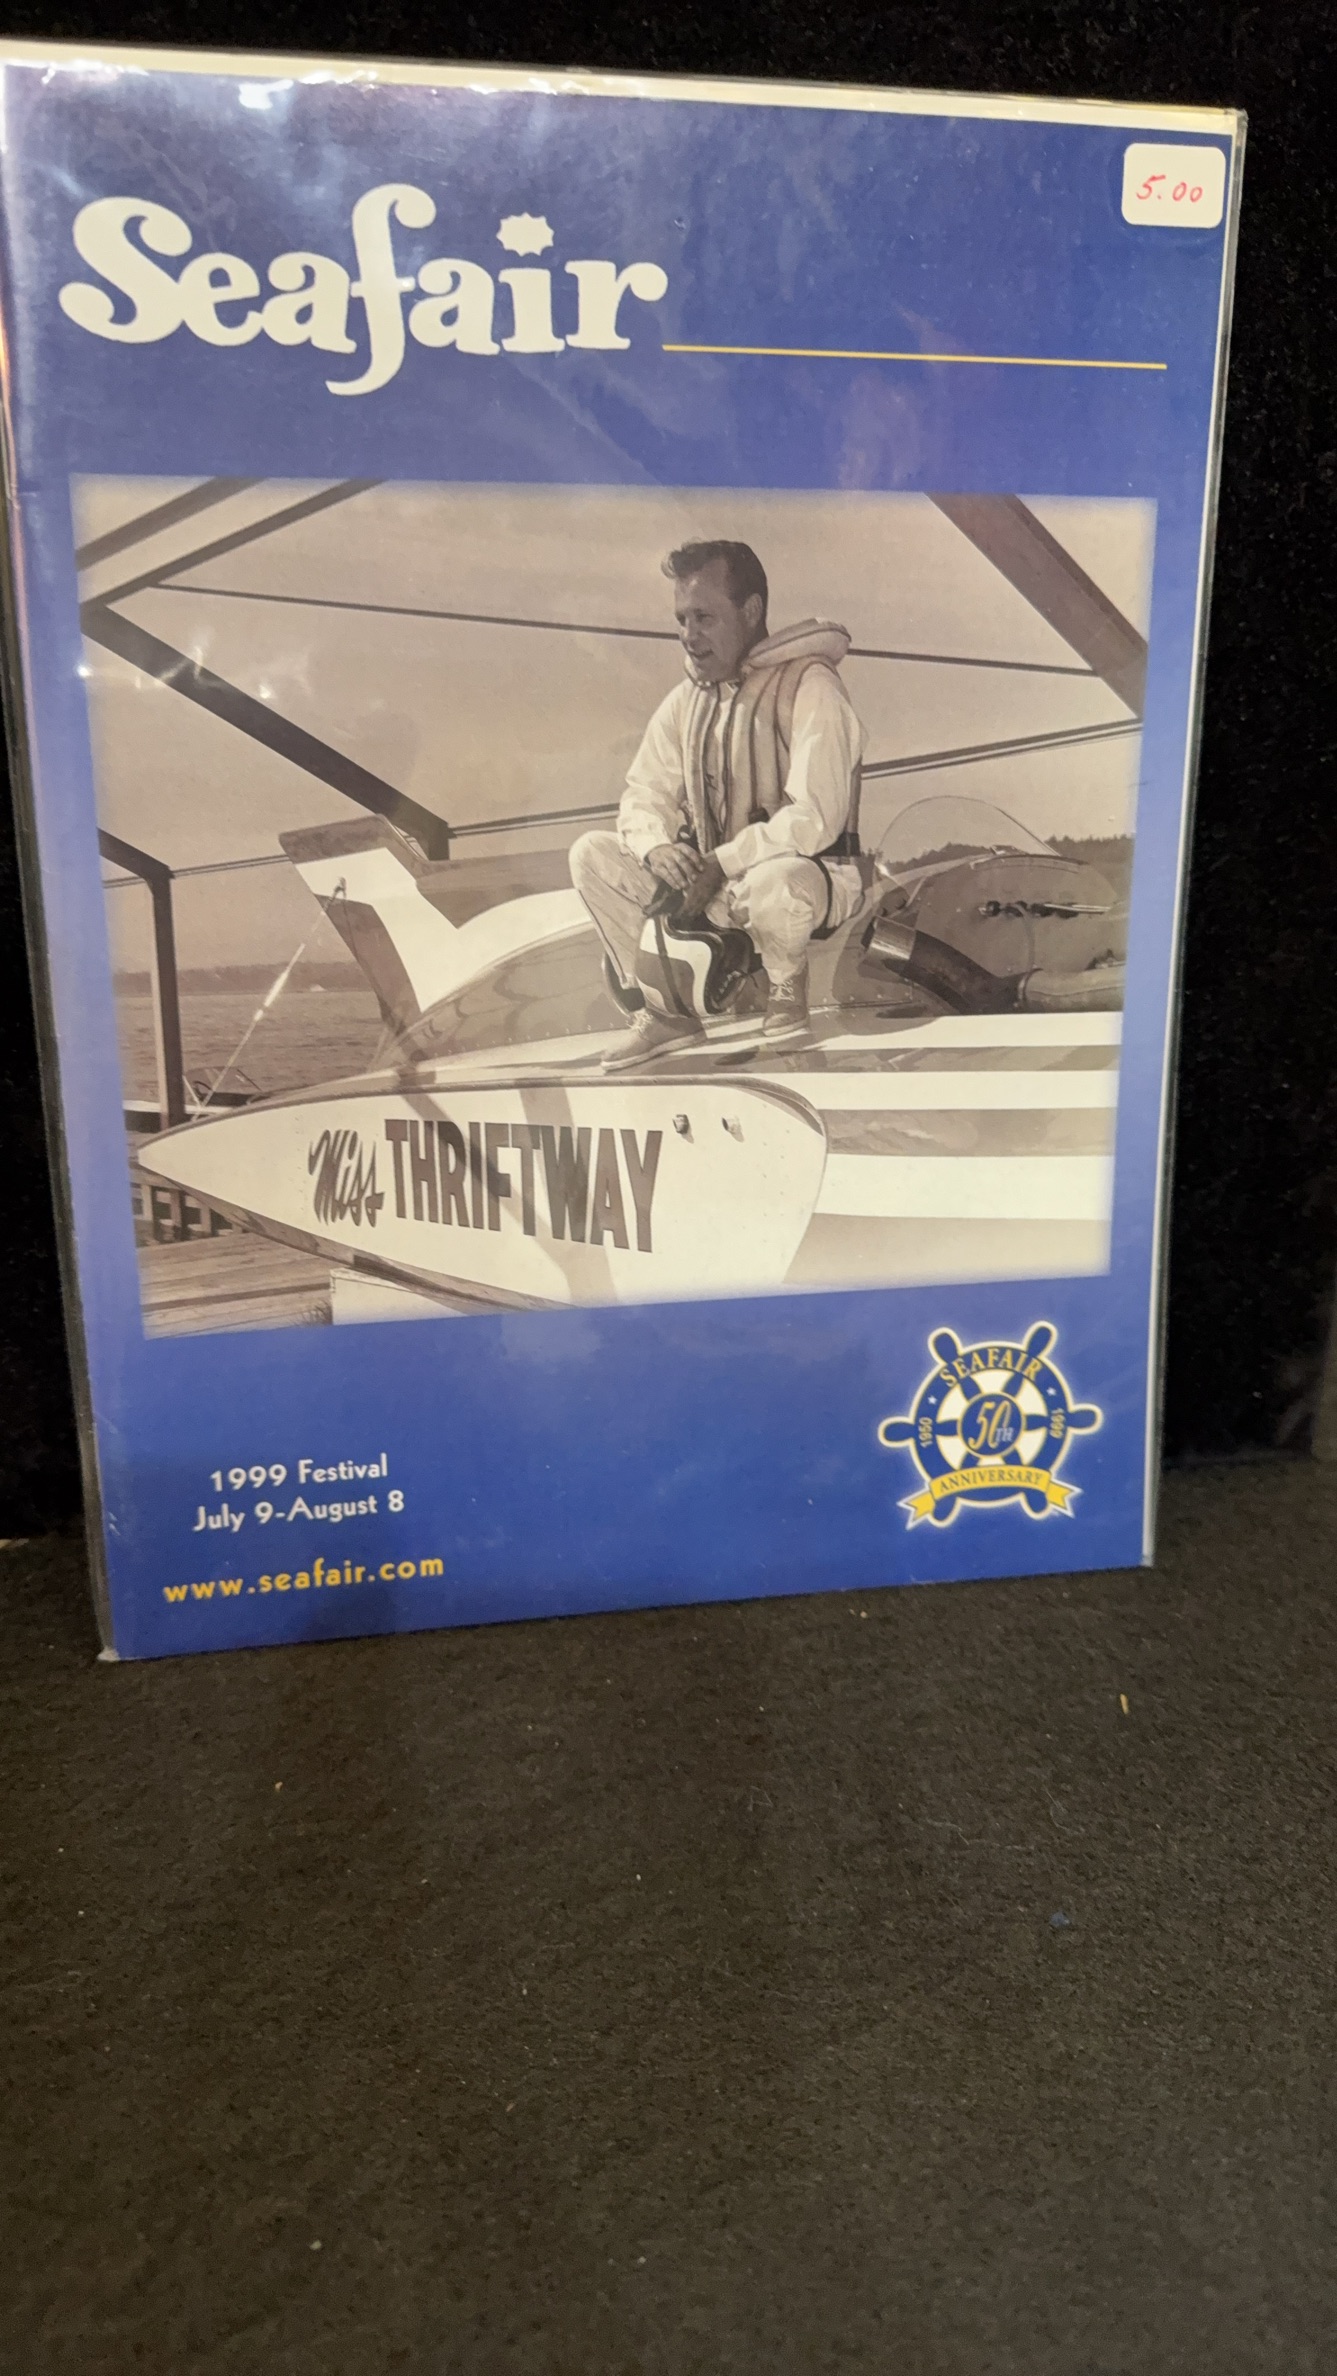 5.00
Seafair
Miss THRIFTWAY
SEAFAIR
1950
50TH
1999
ANNIVERSARY
1999 Festival
July 9-August 8
www.seafair.com